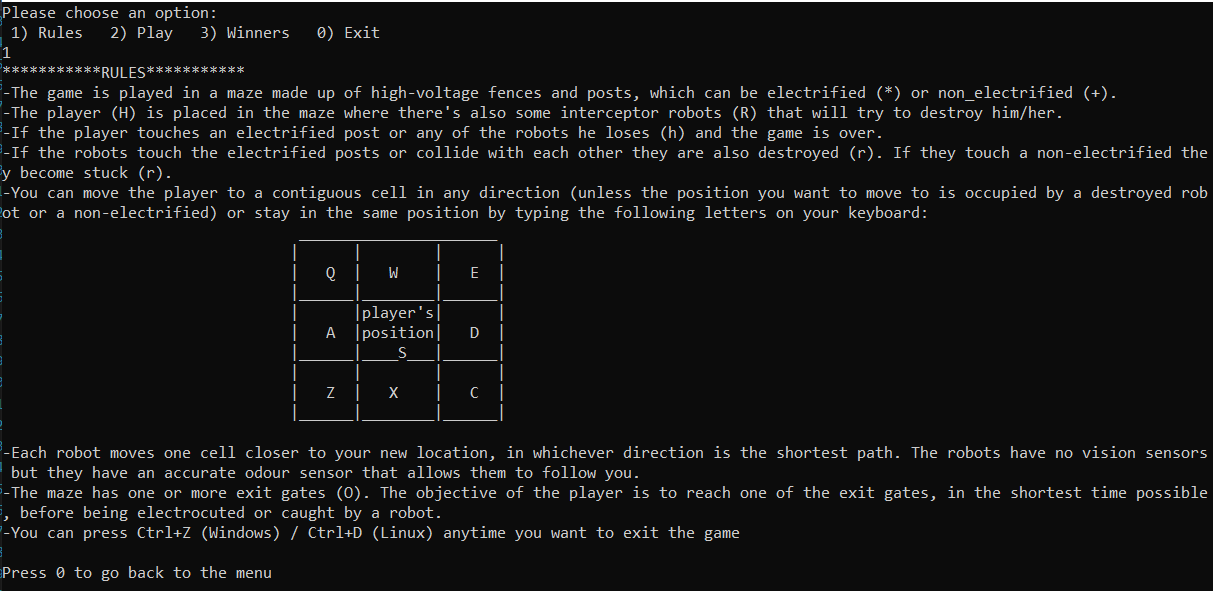 Please choose an option:
1) Rules   2) Play   3) Winners   0) Exit
1
***********RULES***********
-The game is played in a maze made up of high-voltage fences and posts, which can be electrified (*) or non_electrified (+).
-The player (H) is placed in the maze where there's also some interceptor robots (R) that will try to destroy him/her.
-If the player touches an electrified post or any of the robots he loses (h) and the game is over.
-If the robots touch the electrified posts or collide with each other they are also destroyed (r). If they touch a non-electrified the
y become stuck (r).
-You can move the player to a contiguous cell in any direction (unless the position you want to move to is occupied by a destroyed rob
ot or a non-electrified) or stay in the same position by typing the following letters on your keyboard:
Q W E
player's
A position D
S
Z X C
-Each robot moves one cell closer to your new location, in whichever direction is the shortest path. The robots have no vision sensors
but they have an accurate odour sensor that allows them to follow you.
-The maze has one or more exit gates (O). The objective of the player is to reach one of the exit gates, in the shortest time possible
, before being electrocuted or caught by a robot.
-You can press Ctrl+Z (Windows) / Ctrl+D (Linux) anytime you want to exit the game
Press 0 to go back to the menu